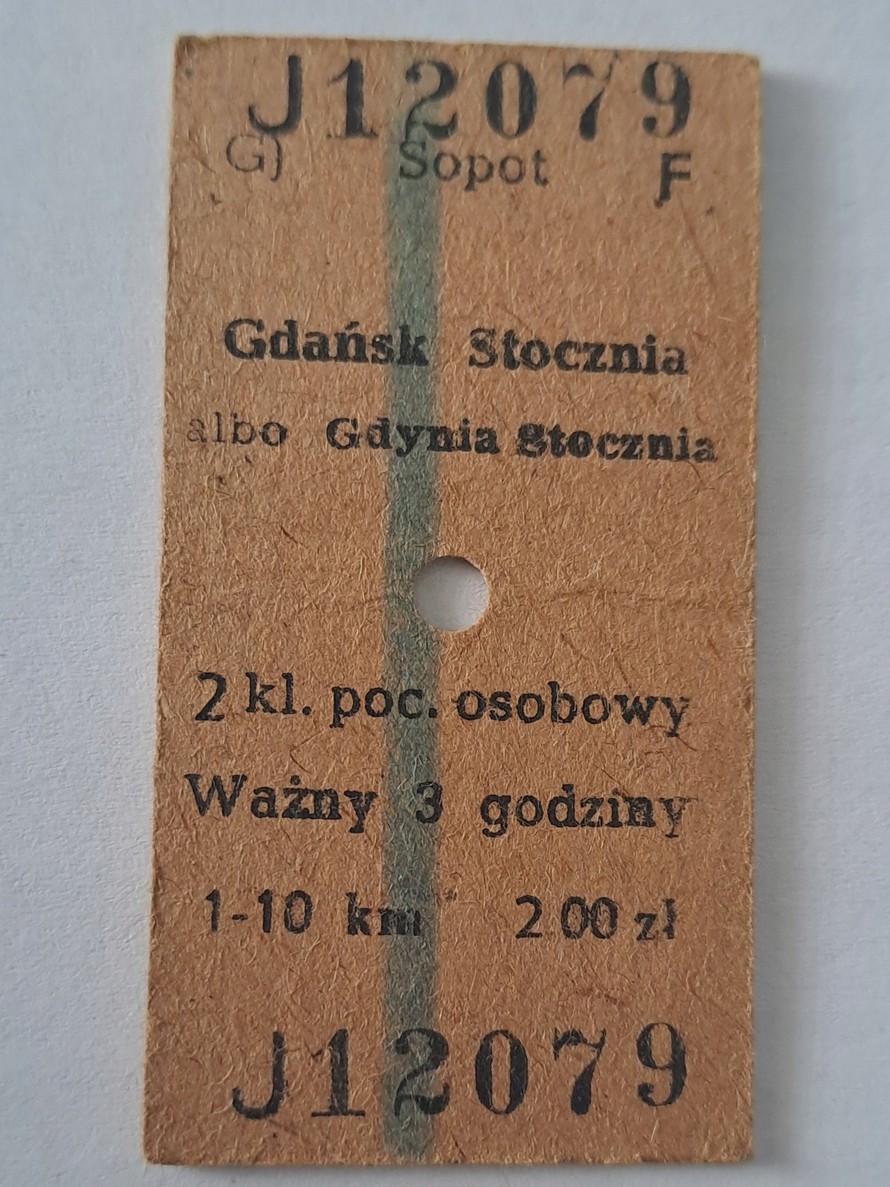 J12079
G) Sopot F
Gdańsk Stocznia
albo Gdynia Stocznia
2 kl. poc. osobowy
Ważny 3 godziny
1-10 km 2 00 zł
J12079